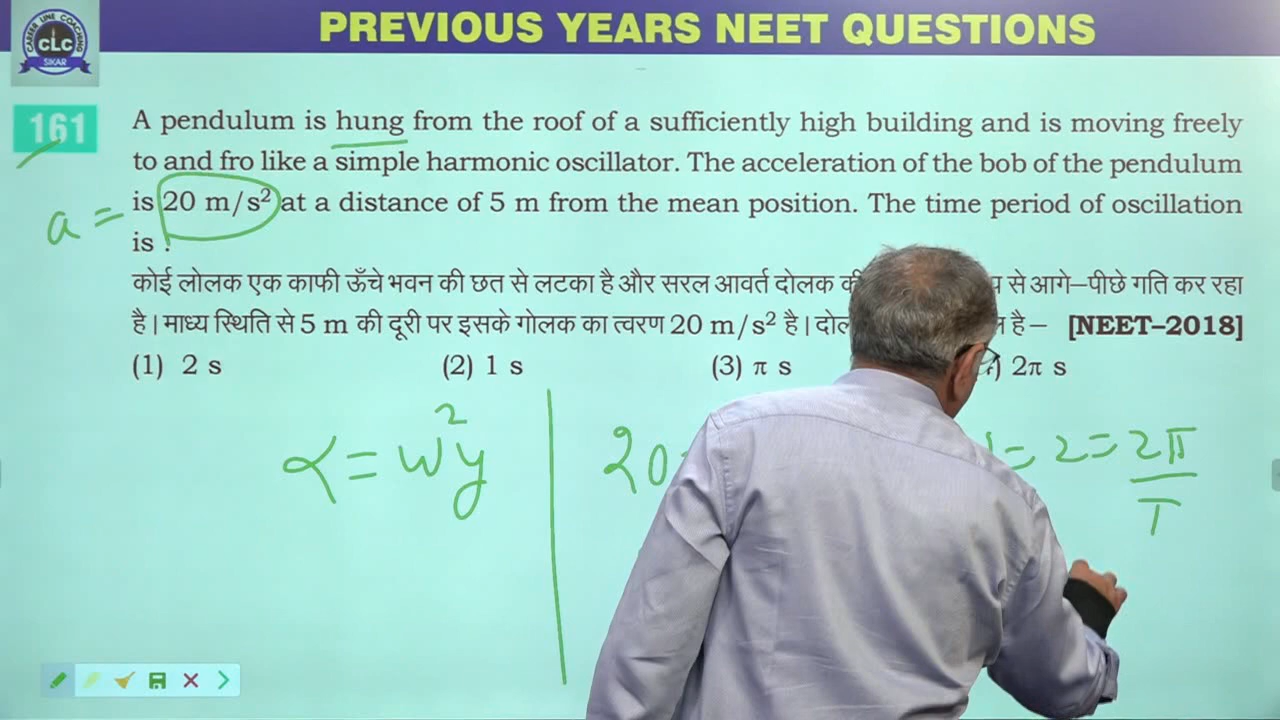 PREVIOUS YEARS NEET QUESTIONS
CAREER LINE COACHING
CLC
SIKAR
161
A pendulum is hung from the roof of a sufficiently high building and is moving freely
to and fro like a simple harmonic oscillator. The acceleration of the bob of the pendulum
is 20 m/s² at a distance of 5 m from the mean position. The time period of oscillation
is :
a =
कोई लोलक एक काफी ऊँचे भवन की छत से लटका है और सरल आवर्त दोलक की से आगे–पीछे गति कर रहा
है। माध्य स्थिति से 5 m की दूरी पर इसके गोलक का त्वरण 20 m/s² है। है– [NEET–2018]
(1) 2 s (2) 1 s (3) π s 2π s
α = ω²y
20 = 2 = 2π/T